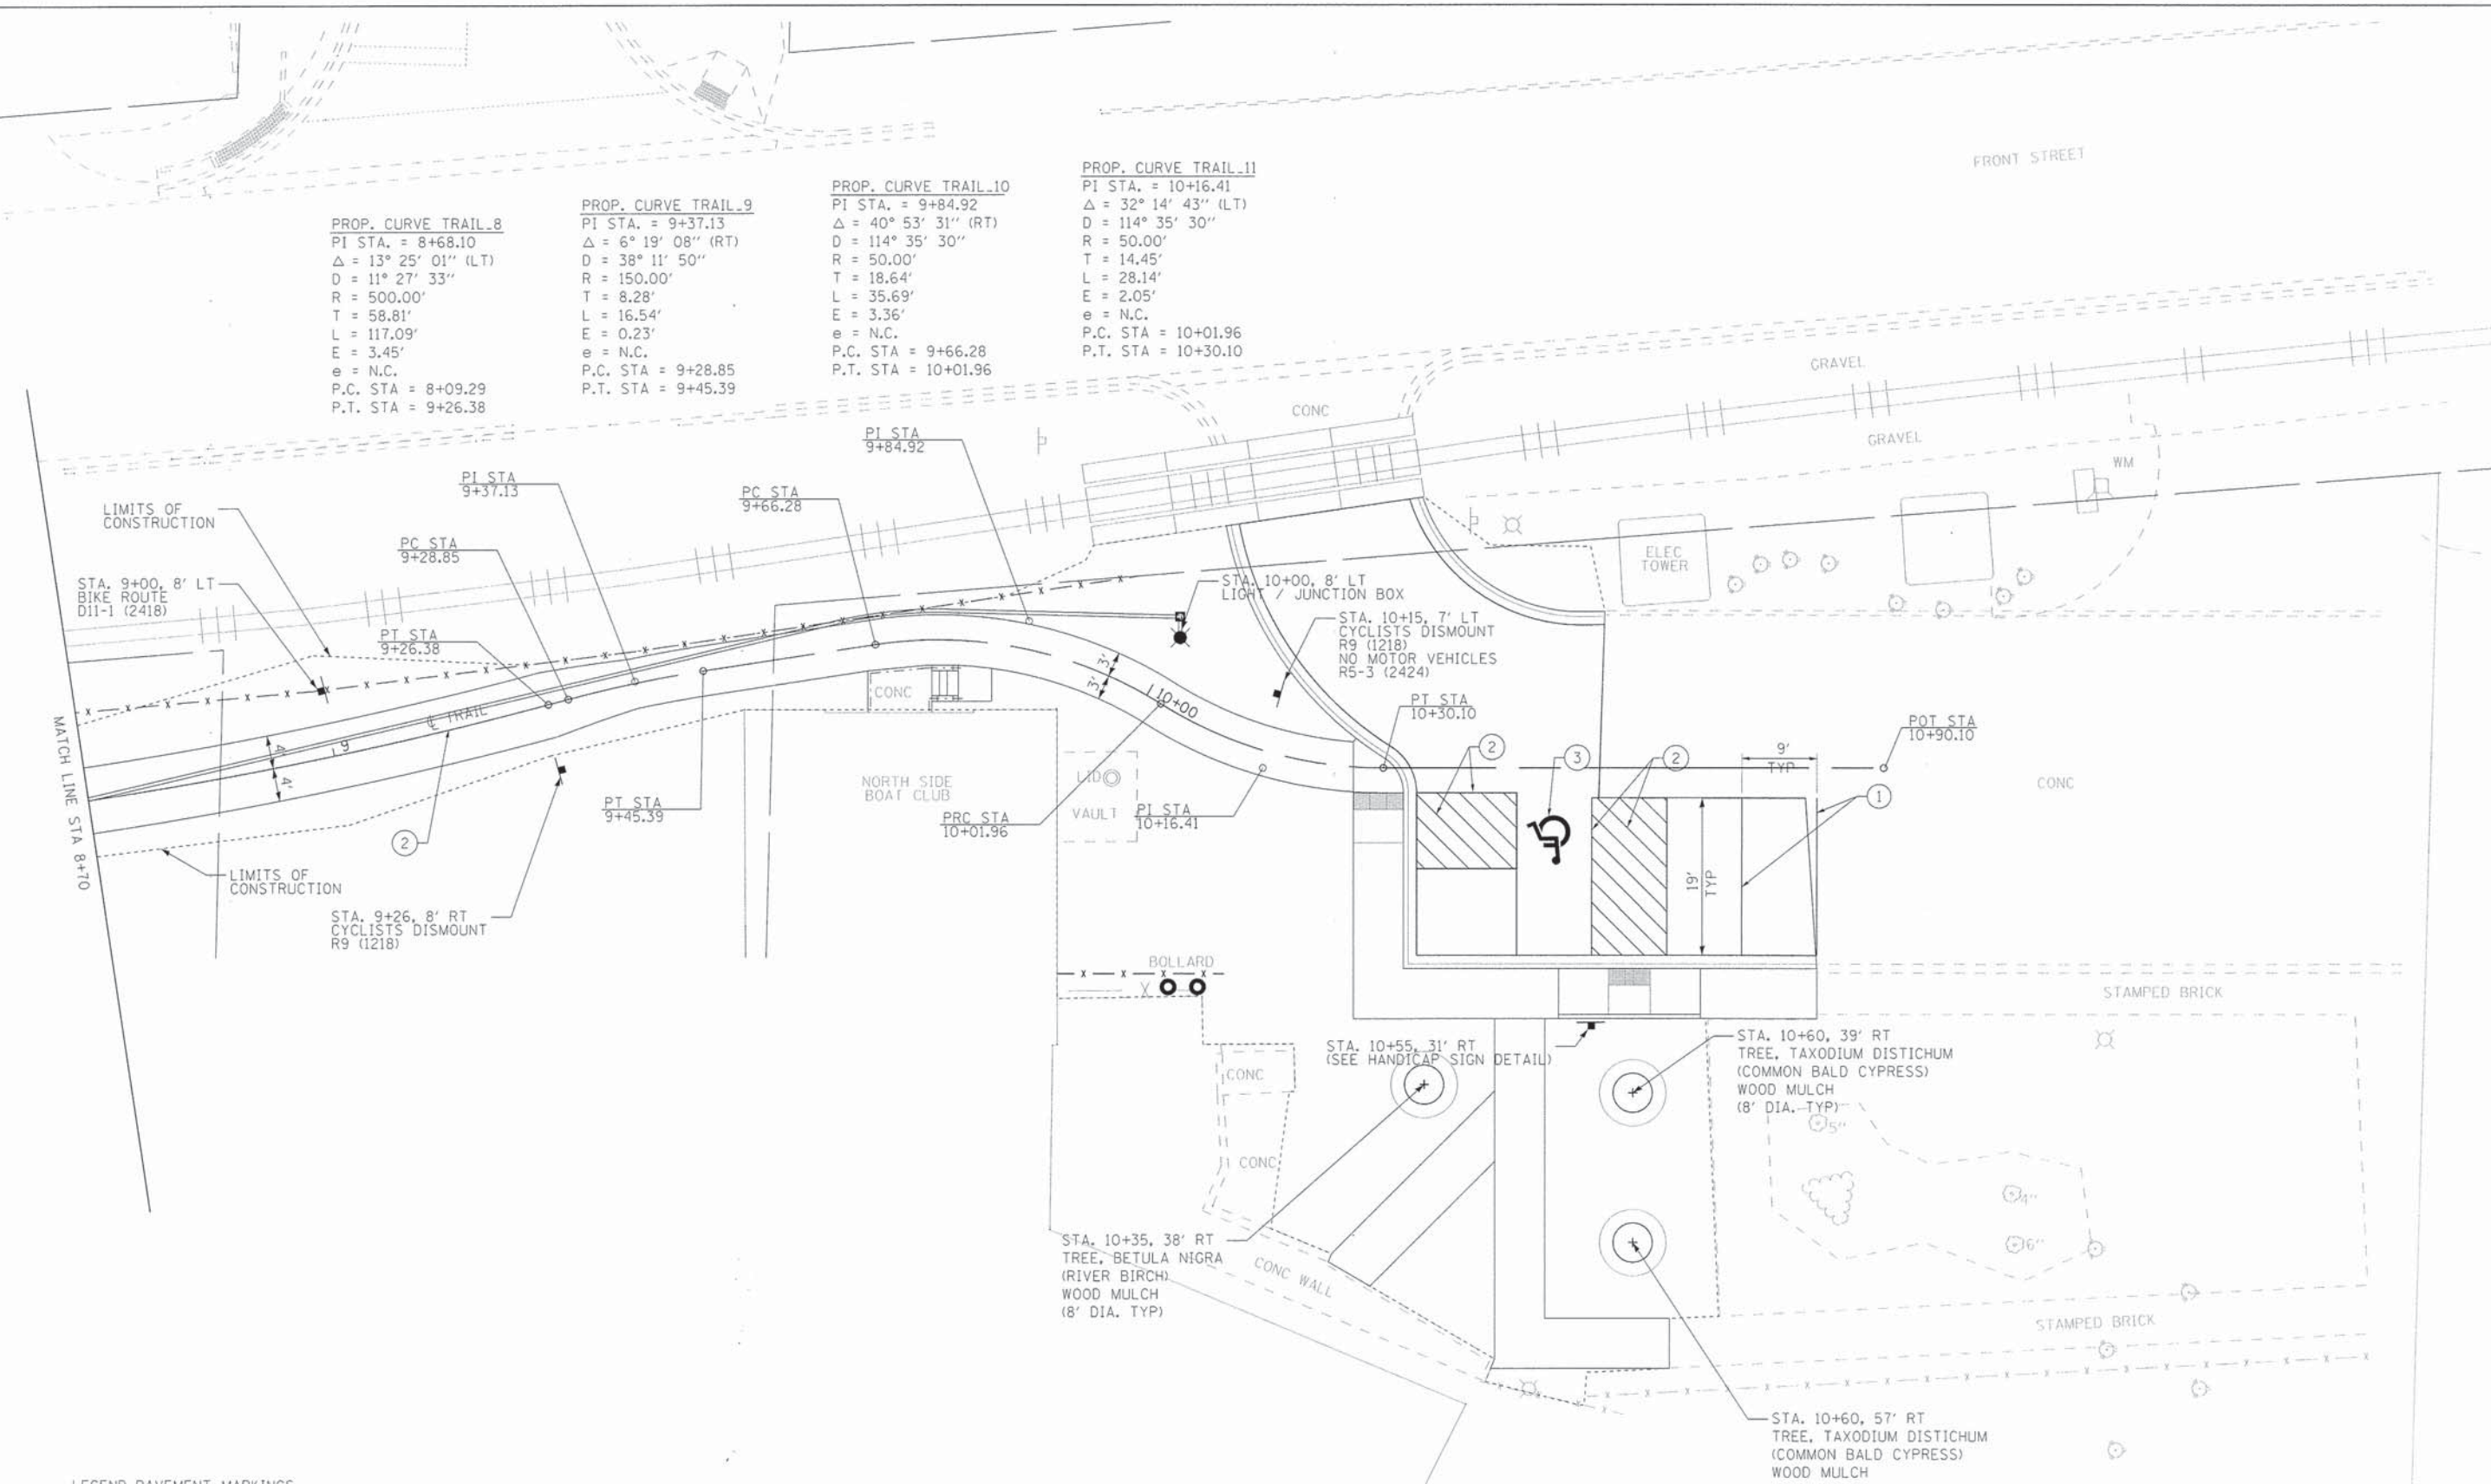 FRONT STREET
PROP. CURVE TRAIL_8
PI STA. = 8+68.10
Δ = 13° 25' 01'' (LT)
D = 11° 27' 33''
R = 500.00'
T = 58.81'
L = 117.09'
E = 3.45'
e = N.C.
P.C. STA = 8+09.29
P.T. STA = 9+26.38
PROP. CURVE TRAIL_9
PI STA. = 9+37.13
Δ = 6° 19' 08'' (RT)
D = 38° 11' 50''
R = 150.00'
T = 8.28'
L = 16.54'
E = 0.23'
e = N.C.
P.C. STA = 9+28.85
P.T. STA = 9+45.39
PROP. CURVE TRAIL_10
PI STA. = 9+84.92
Δ = 40° 53' 31'' (RT)
D = 114° 35' 30''
R = 50.00'
T = 18.64'
L = 35.69'
E = 3.36'
e = N.C.
P.C. STA = 9+66.28
P.T. STA = 10+01.96
PROP. CURVE TRAIL_11
PI STA. = 10+16.41
Δ = 32° 14' 43'' (LT)
D = 114° 35' 30''
R = 50.00'
T = 14.45'
L = 28.14'
E = 2.05'
e = N.C.
P.C. STA = 10+01.96
P.T. STA = 10+30.10
GRAVEL
CONC
GRAVEL
WM
PI STA
9+84.92
PI STA
9+37.13
PC STA
9+66.28
LIMITS OF
CONSTRUCTION
PC STA
9+28.85
ELEC
TOWER
STA. 9+00, 8' LT
BIKE ROUTE
D11-1 (2418)
PT STA
9+26.38
STA. 10+00, 8' LT
LIGHT / JUNCTION BOX
STA. 10+15, 7' LT
CYCLISTS DISMOUNT
R9 (1218)
NO MOTOR VEHICLES
R5-3 (2424)
CONC
3'
3'
10+00
PT STA
10+30.10
POT STA
10+90.10
℄ TRAIL
9
4'
4'
MATCH LINE STA 8+70
2
3
2
9'
TYP
1
CONC
NORTH SIDE
BOAT CLUB
LID
VAULT
PT STA
9+45.39
PRC STA
10+01.96
PI STA
10+16.41
2
19'
TYP
LIMITS OF
CONSTRUCTION
STA. 9+26, 8' RT
CYCLISTS DISMOUNT
R9 (1218)
BOLLARD
STAMPED BRICK
STA. 10+55, 31' RT
(SEE HANDICAP SIGN DETAIL)
STA. 10+60, 39' RT
TREE, TAXODIUM DISTICHUM
(COMMON BALD CYPRESS)
WOOD MULCH
(8' DIA. TYP)
CONC
5''
CONC
4''
6''
STA. 10+35, 38' RT
TREE, BETULA NIGRA
(RIVER BIRCH)
WOOD MULCH
(8' DIA. TYP)
CONC WALL
STAMPED BRICK
STA. 10+60, 57' RT
TREE, TAXODIUM DISTICHUM
(COMMON BALD CYPRESS)
WOOD MULCH
LEGEND PAVEMENT MARKINGS